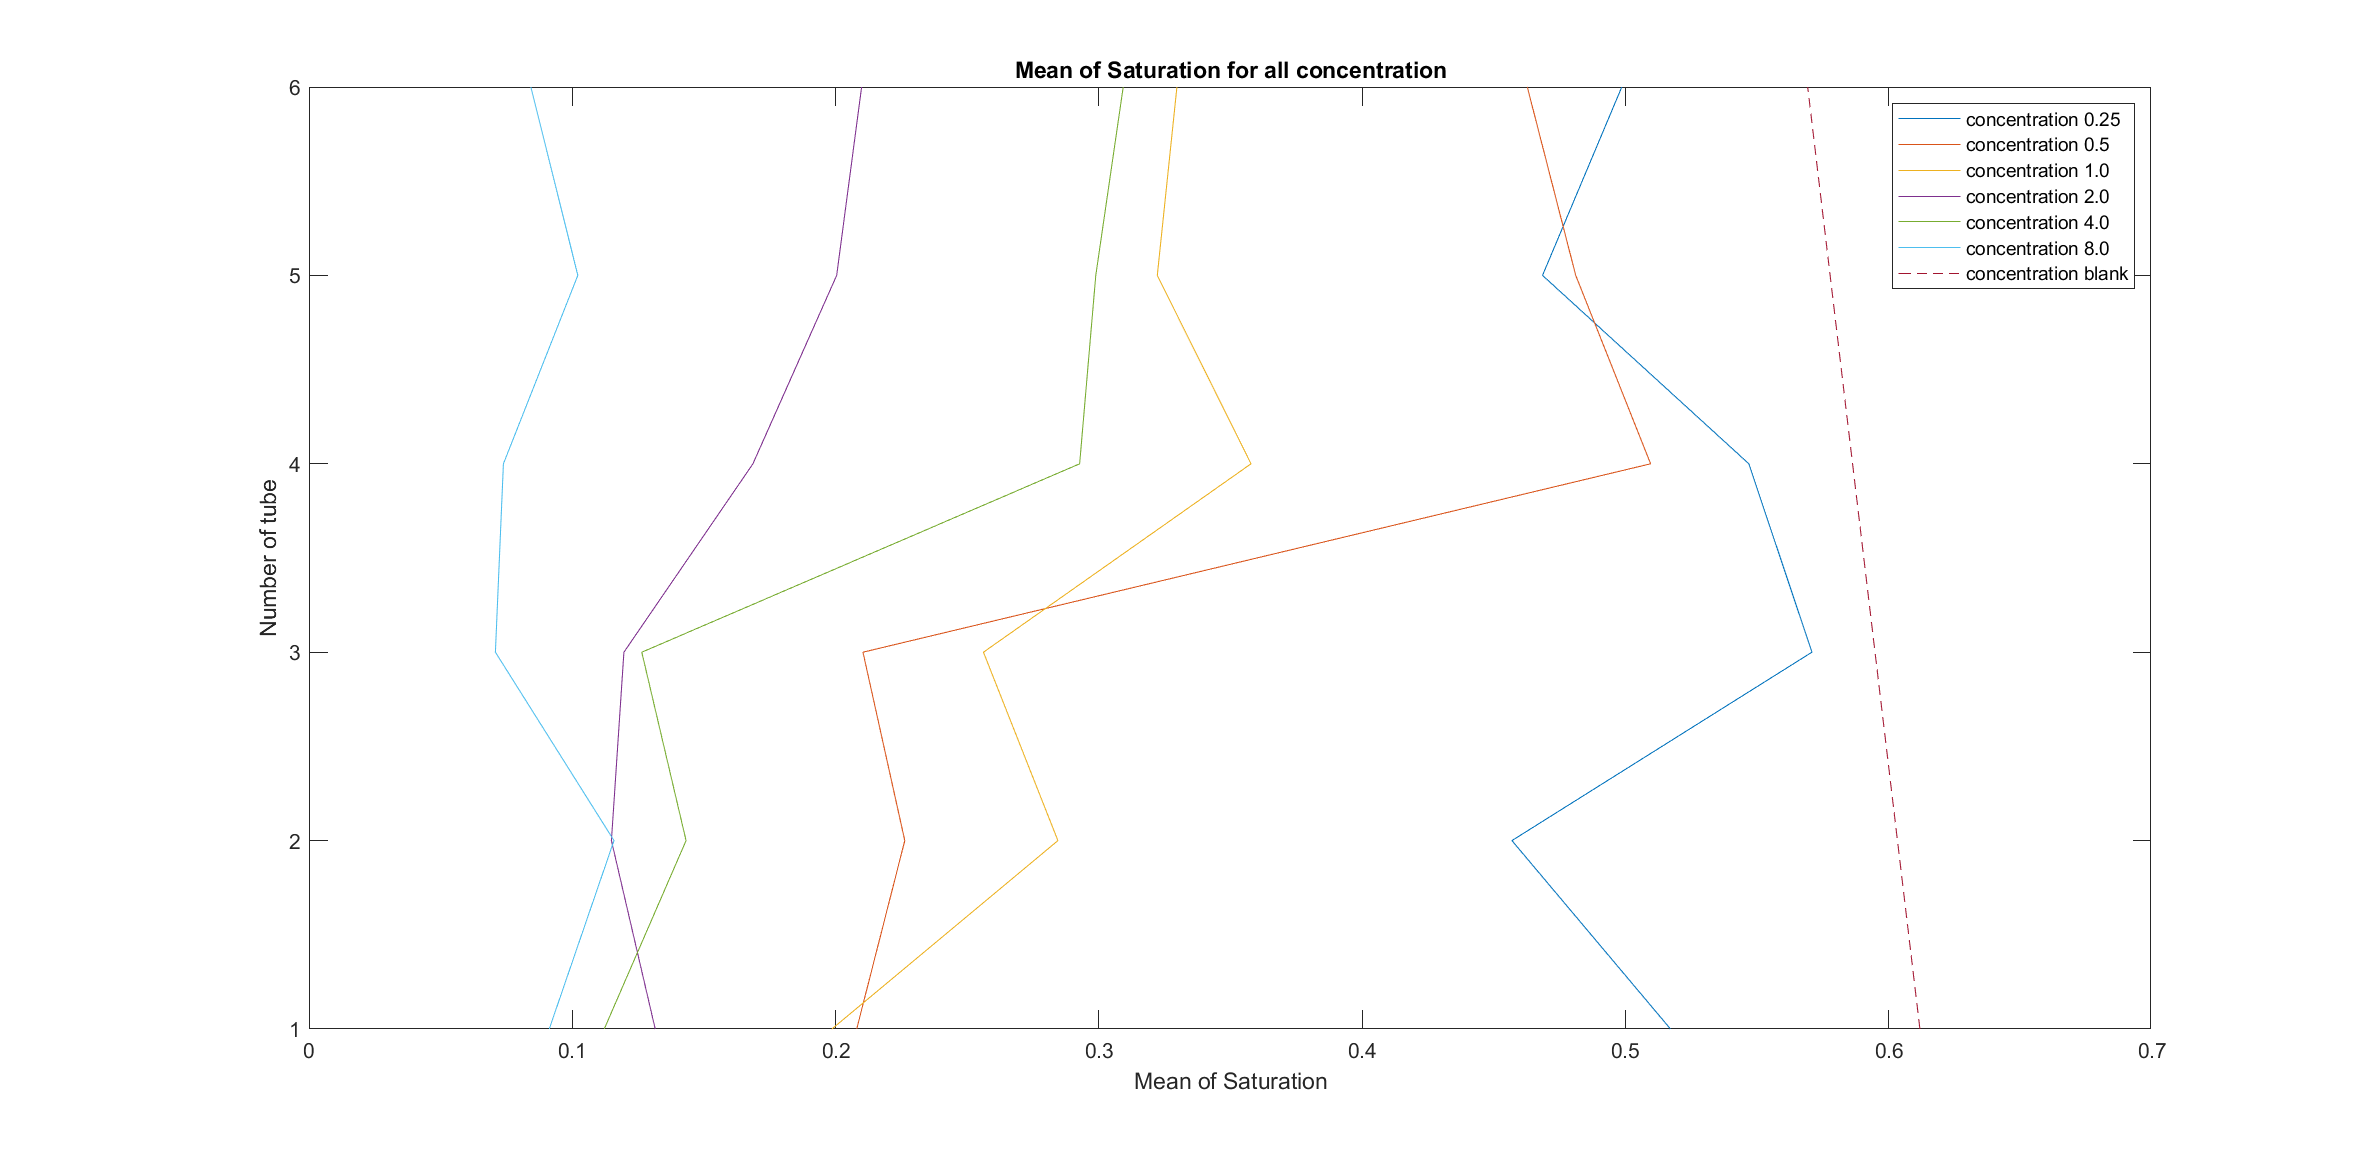 Mean of Saturation for all concentration
6
5
4
3
2
1
Number of tube
concentration 0.25
concentration 0.5
concentration 1.0
concentration 2.0
concentration 4.0
concentration 8.0
concentration blank
0 0.1 0.2 0.3 0.4 0.5 0.6 0.7
Mean of Saturation